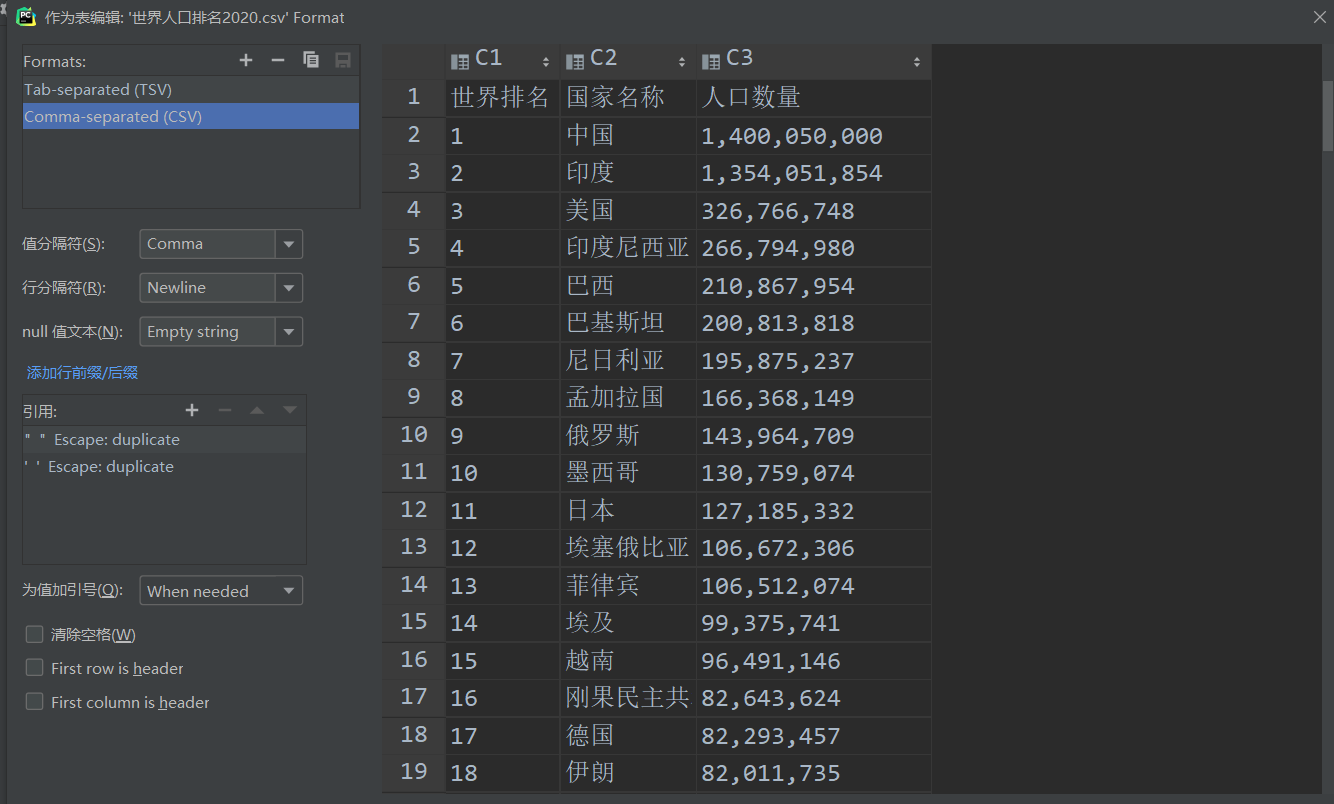 作为表编辑: '世界人口排名2020.csv' Format
Formats:
Tab-separated (TSV)
Comma-separated (CSV)
值分隔符(S): Comma
行分隔符(R): Newline
null 值文本(N): Empty string
添加行前缀/后缀
引用:
" " Escape: duplicate
' ' Escape: duplicate
为值加引号(Q): When needed
清除空格(W)
First row is header
First column is header
C1 C2 C3
1 世界排名 国家名称 人口数量
2 1 中国 1,400,050,000
3 2 印度 1,354,051,854
4 3 美国 326,766,748
5 4 印度尼西亚 266,794,980
6 5 巴西 210,867,954
7 6 巴基斯坦 200,813,818
8 7 尼日利亚 195,875,237
9 8 孟加拉国 166,368,149
10 9 俄罗斯 143,964,709
11 10 墨西哥 130,759,074
12 11 日本 127,185,332
13 12 埃塞俄比亚 106,672,306
14 13 菲律宾 106,512,074
15 14 埃及 99,375,741
16 15 越南 96,491,146
17 16 刚果民主共 82,643,624
18 17 德国 82,293,457
19 18 伊朗 82,011,735